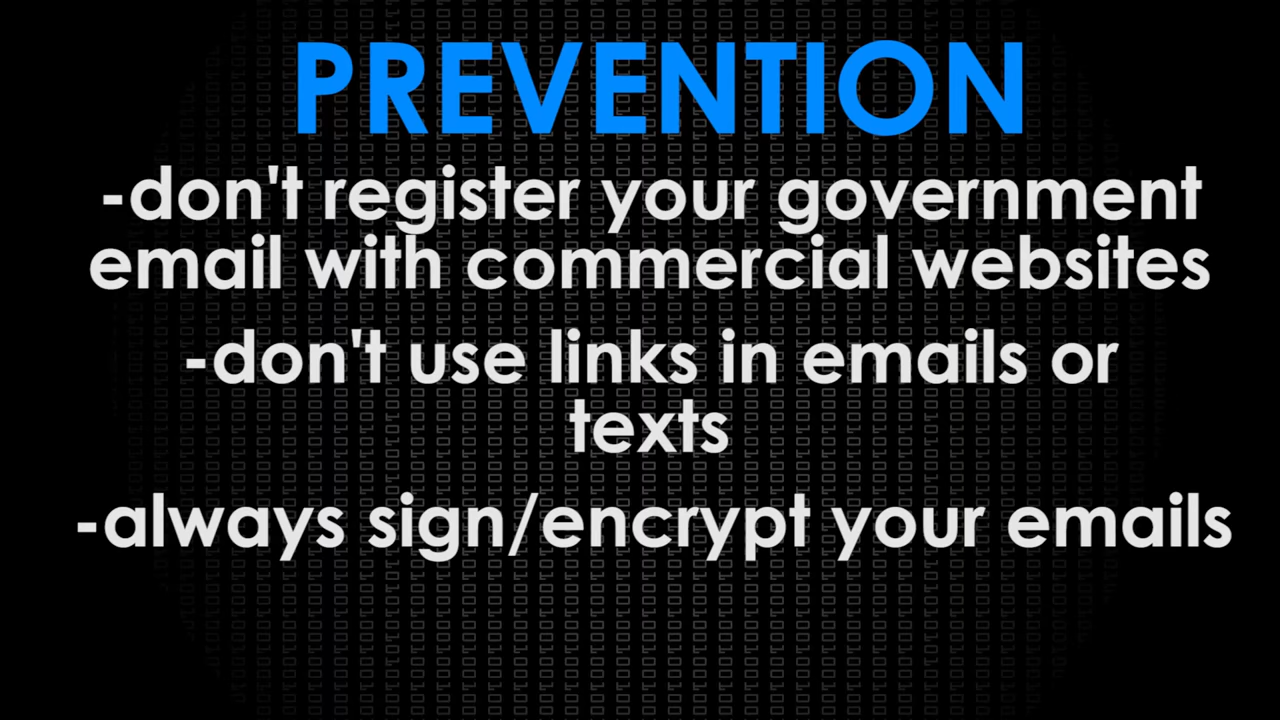 PREVENTION
-don't register your government
email with commercial websites
-don't use links in emails or
texts
-always sign/encrypt your emails